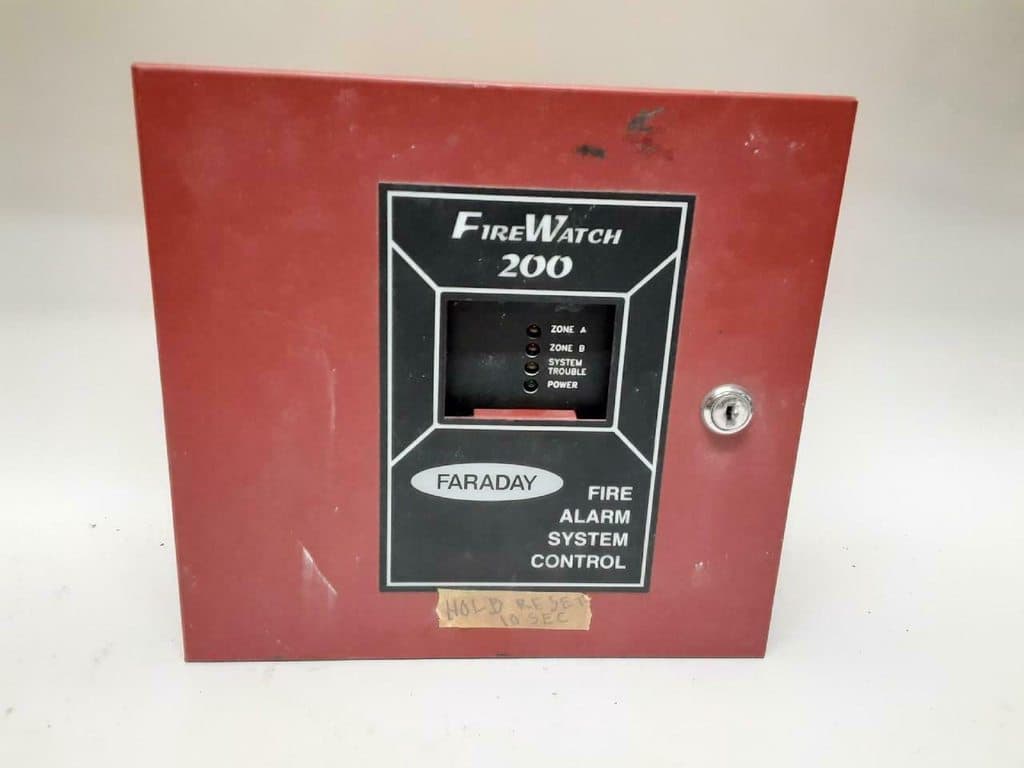 FIREWATCH
200
ZONE A
ZONE B
SYSTEM
TROUBLE
POWER
FARADAY
FIRE
ALARM
SYSTEM
CONTROL
HOLD RESET
10 SEC